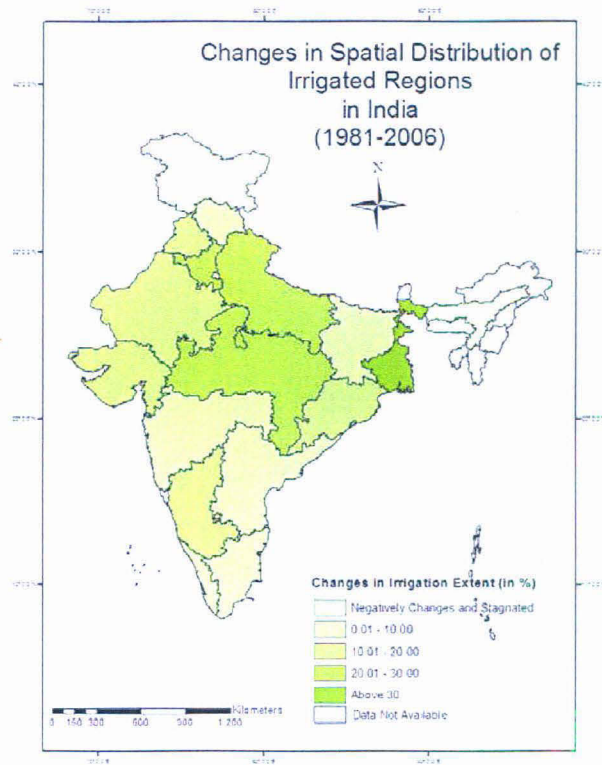 Changes in Spatial Distribution of
Irrigated Regions
in India
(1981-2006)
N
Changes in Irrigation Extent (in %)
Negatively Changes and Stagnated
0.01 - 10.00
10.01 - 20.00
20.01 - 30.00
Above 30
Data Not Available
Kilometers
0 150 300 600 900 1,200